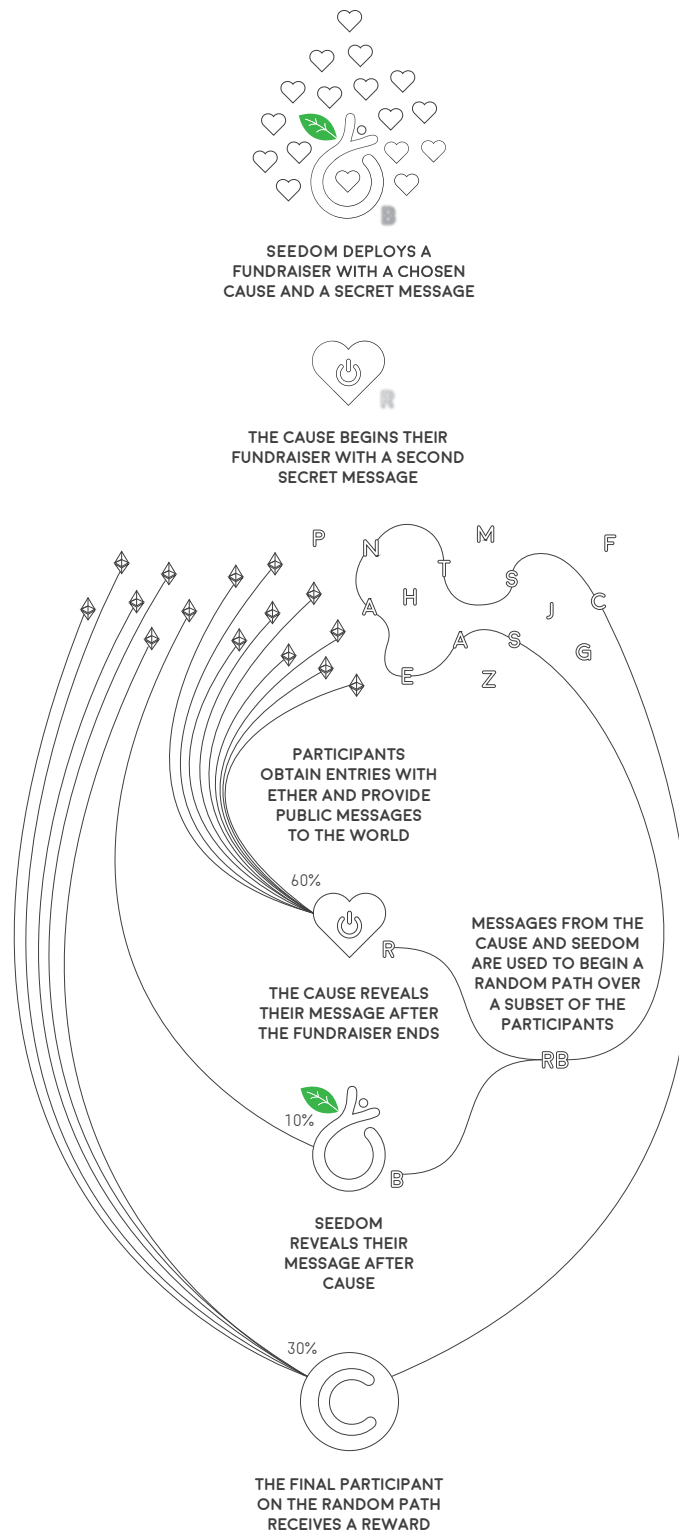 B
SEEDOM DEPLOYS A
FUNDRAISER WITH A CHOSEN
CAUSE AND A SECRET MESSAGE
R
THE CAUSE BEGINS THEIR
FUNDRAISER WITH A SECOND
SECRET MESSAGE
P
N
M
F
T
S
A
H
J
C
A
S
G
E
Z
PARTICIPANTS
OBTAIN ENTRIES WITH
ETHER AND PROVIDE
PUBLIC MESSAGES
TO THE WORLD
60%
R
THE CAUSE REVEALS
THEIR MESSAGE AFTER
THE FUNDRAISER ENDS
MESSAGES FROM THE
CAUSE AND SEEDOM
ARE USED TO BEGIN A
RANDOM PATH OVER
A SUBSET OF THE
PARTICIPANTS
RB
10%
B
SEEDOM
REVEALS THEIR
MESSAGE AFTER
CAUSE
30%
C
THE FINAL PARTICIPANT
ON THE RANDOM PATH
RECEIVES A REWARD